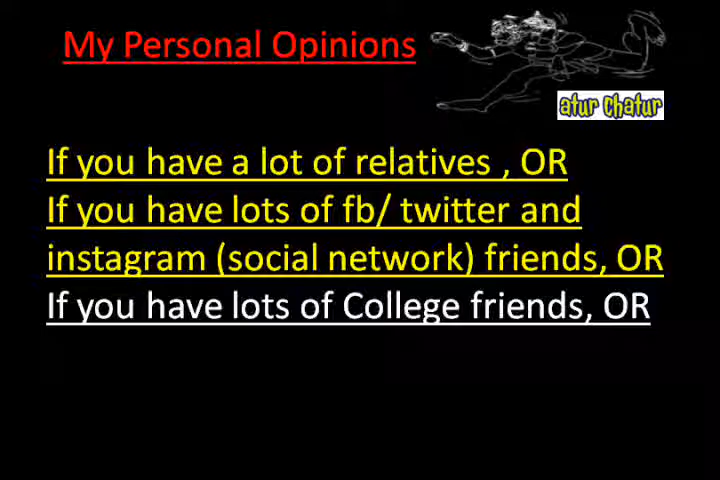 My Personal Opinions
atur chatur
If you have a lot of relatives , OR
If you have lots of fb/ twitter and
instagram (social network) friends, OR
If you have lots of College friends, OR